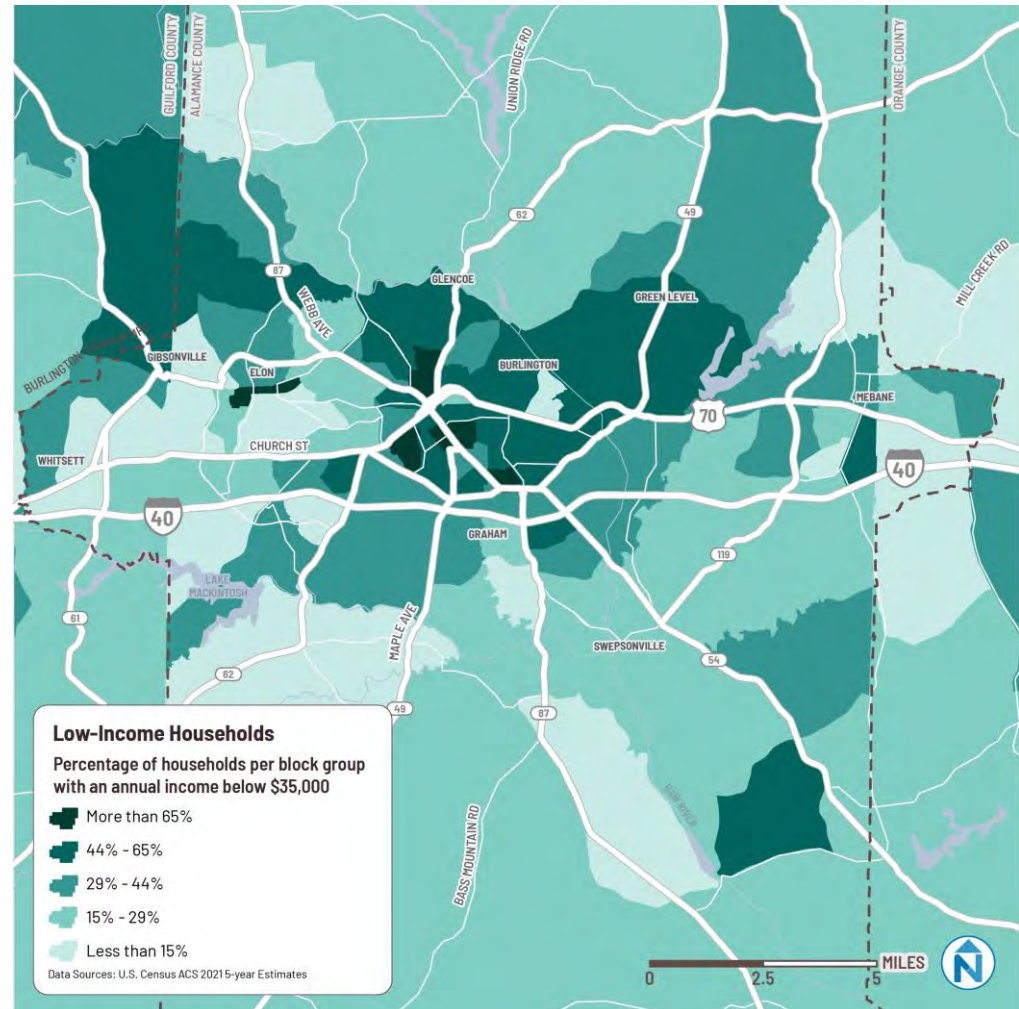 GUILFORD COUNTY
ALAMANCE COUNTY
UNION RIDGE RD
ORANGE COUNTY
62
49
MILL CREEK RD
87
GLENCOE
WEBB AVE
GREEN LEVEL
BURLINGTON
GIBSONVILLE
ELON
BURLINGTON
70
MEBANE
CHURCH ST
WHITSETT
40
40
GRAHAM
119
LAKE
MACKINTOSH
61
MAPLE AVE
SWEPSONVILLE
62
54
49
87
HAW RIVER
BASS MOUNTAIN RD
Low-Income Households
Percentage of households per block group
with an annual income below $35,000
More than 65%
44% - 65%
29% - 44%
15% - 29%
Less than 15%
Data Sources: U.S. Census ACS 2021 5-year Estimates
MILES
0
2.5
5
N